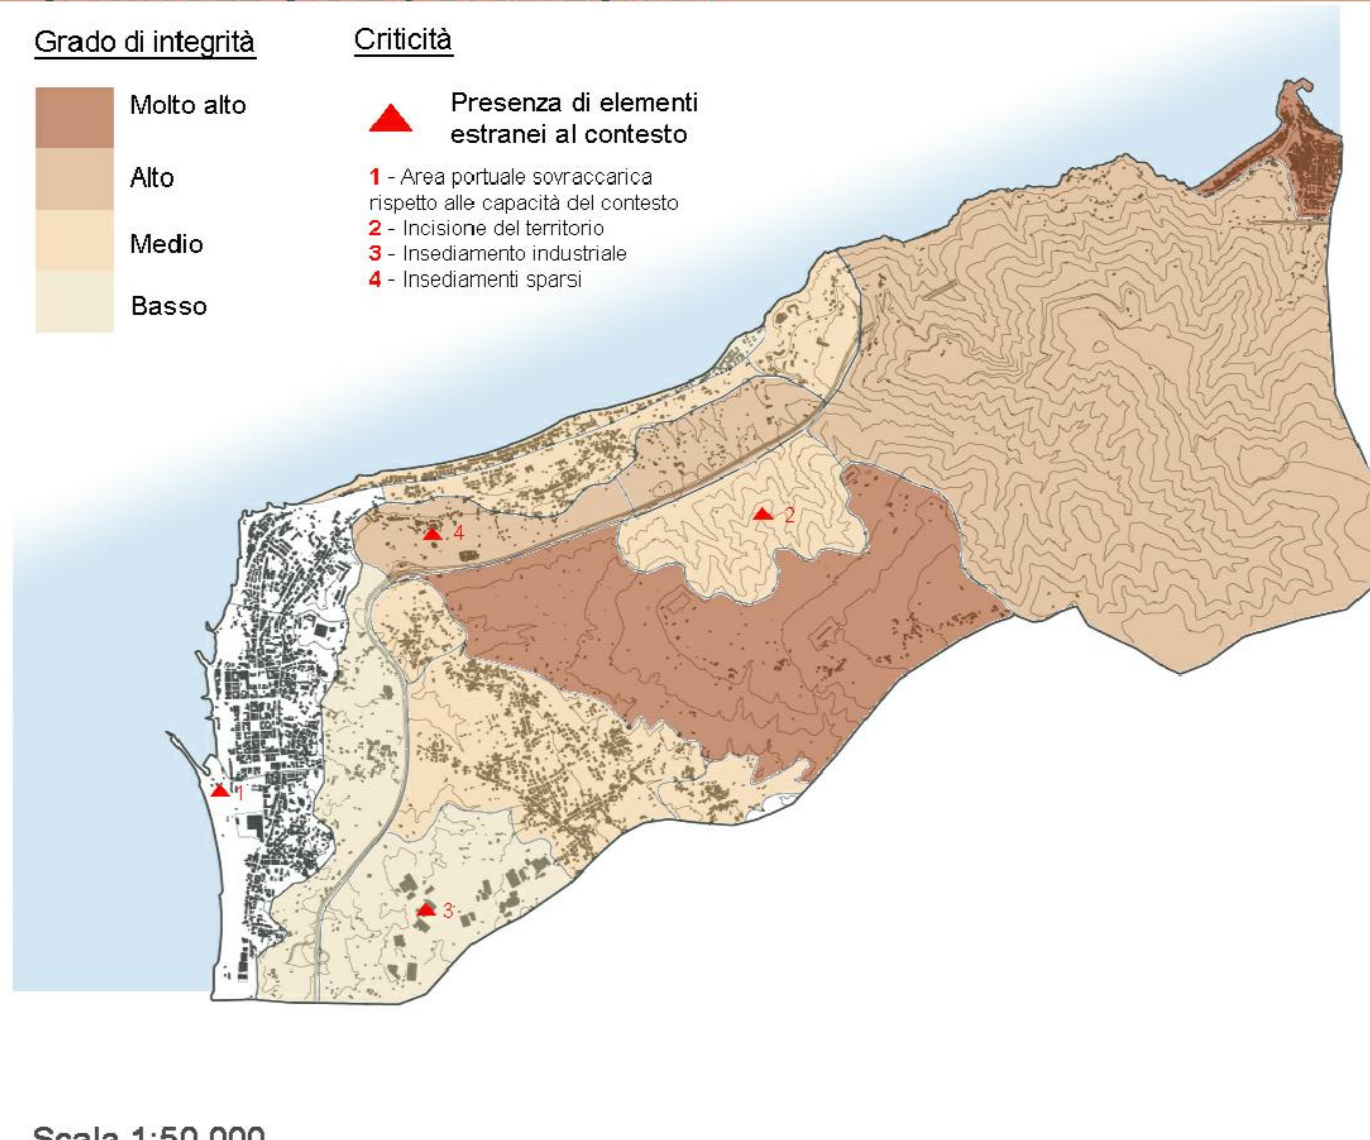 Grado di integrità
Molto alto
Alto
Medio
Basso
Criticità
Presenza di elementi
estranei al contesto
1 - Area portuale sovraccarica
rispetto alle capacità del contesto
2 - Incisione del territorio
3 - Insediamento industriale
4 - Insediamenti sparsi
4
2
1
3
Scala 1:50.000